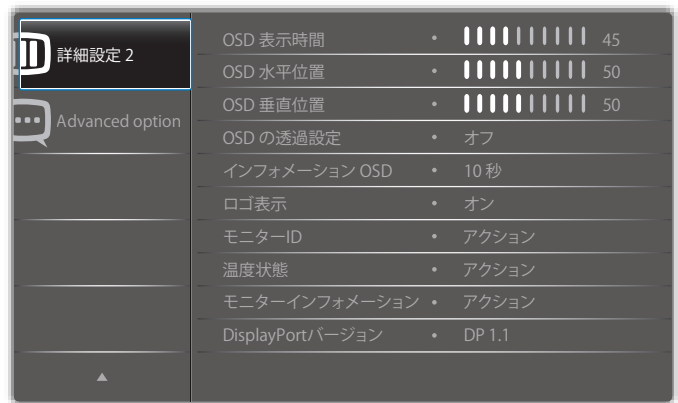 詳細設定 2
Advanced option
OSD 表示時間 • 45
OSD 水平位置 • 50
OSD 垂直位置 • 50
OSD の透過設定 • オフ
インフォメーション OSD • 10 秒
ロゴ表示 • オン
モニターID • アクション
温度状態 • アクション
モニターインフォメーション • アクション
DisplayPortバージョン • DP 1.1